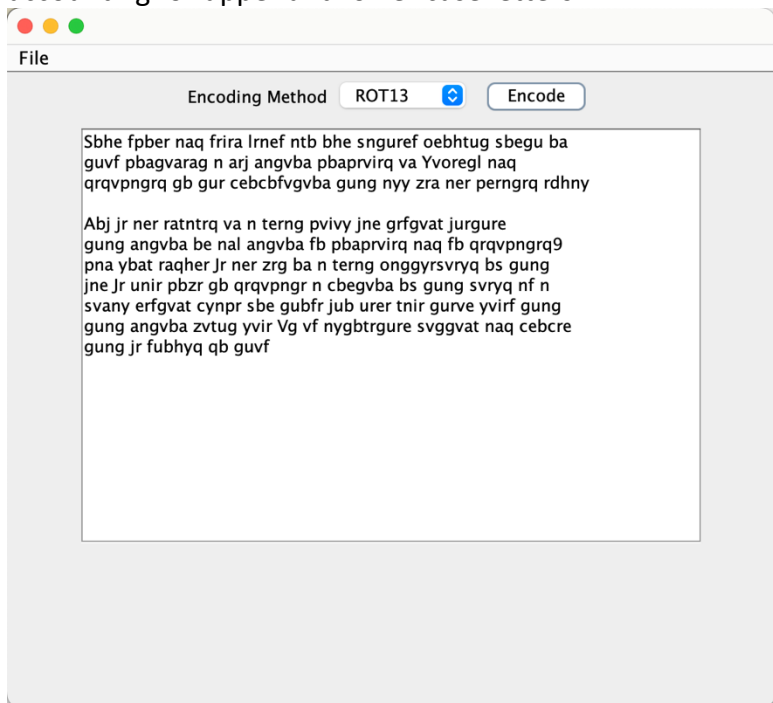 File
Encoding Method ROT13 Encode
Sbhe fpber naq frira lrnef ntb bhe snguref oebhtug sbegu ba
guvf pbagvarag n arj angvba pbaprvirq va Yvoregl naq
qrqvpngrq gb gur cebcbfvgvba gung nyy zra ner perngrq rdhny
Abj jr ner ratntrq va n terng pvivy jne grfgvat jurgure
gung angvba be nal angvba fb pbaprvirq naq fb qrqvpngrq9
pna ybat raqher Jr ner zrg ba n terng onggyrsvryq bs gung
jne Jr unir pbzr gb qrqvpngr n cbegvba bs gung svryq nf n
svany erfgvat cynpr sbe gubfr jub urer tnir gurve yvirf gung
gung angvba zvtug yvir Vg vf nygbtrgure svggvat naq cebcre
gung jr fubhyq qb guvf